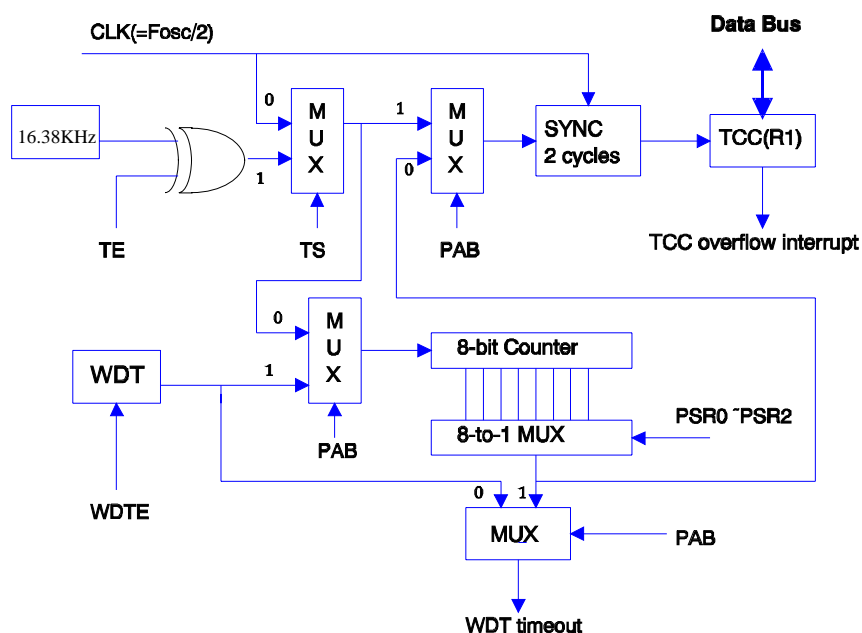 CLK(=Fosc/2)
Data Bus
0
M
U
X
1
M
U
X
SYNC
2 cycles
TCC(R1)
16.38KHz
1
0
TE
TS
PAB
TCC overflow interrupt
0
M
U
X
8-bit Counter
WDT
1
PAB
8-to-1 MUX
PSR0 ~PSR2
WDTE
0
1
MUX
PAB
WDT timeout